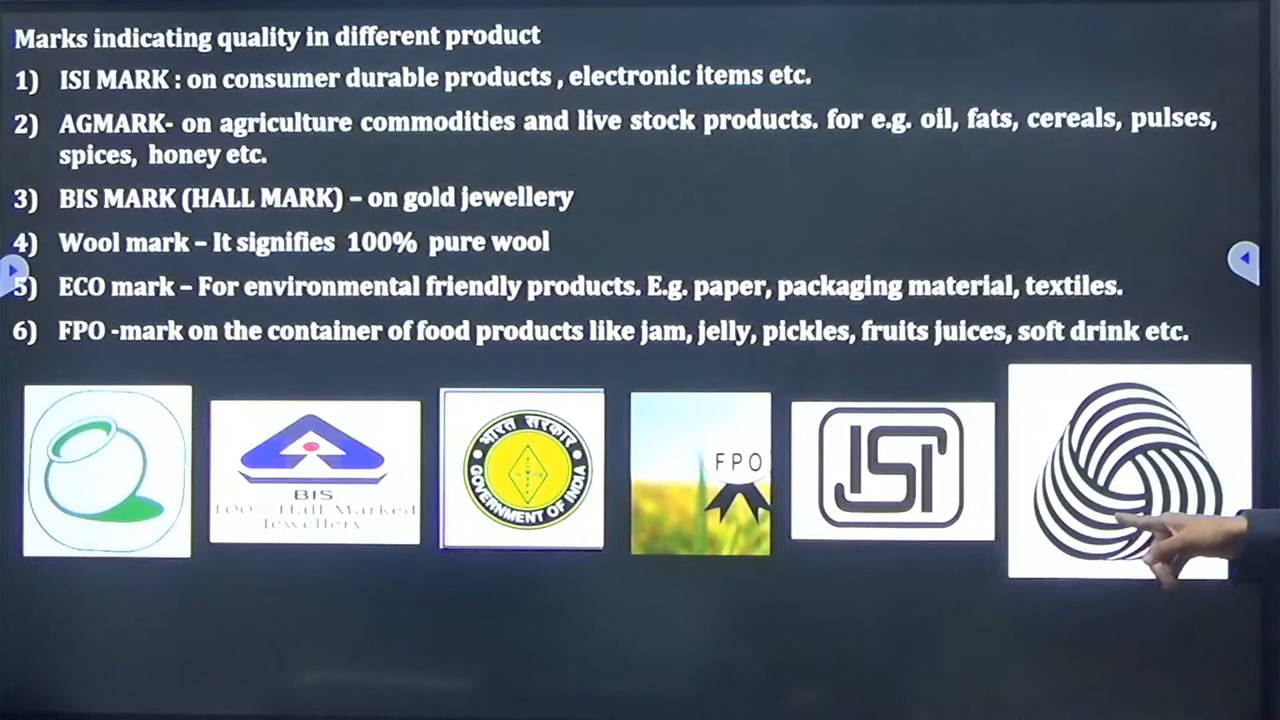 Marks indicating quality in different product
1) ISI MARK : on consumer durable products , electronic items etc.
2) AGMARK- on agriculture commodities and live stock products. for e.g. oil, fats, cereals, pulses,
spices, honey etc.
3) BIS MARK (HALL MARK) – on gold jewellery
4) Wool mark – It signifies 100% pure wool
5) ECO mark – For environmental friendly products. E.g. paper, packaging material, textiles.
6) FPO -mark on the container of food products like jam, jelly, pickles, fruits juices, soft drink etc.
BIS
100% Hall Marked
Jewellery
भारत सरकार
GOVERNMENT OF INDIA
FPO
ISI